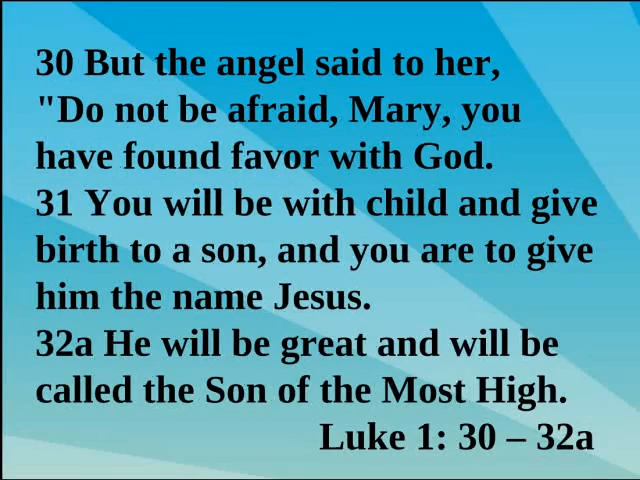 30 But the angel said to her,
"Do not be afraid, Mary, you
have found favor with God.
31 You will be with child and give
birth to a son, and you are to give
him the name Jesus.
32a He will be great and will be
called the Son of the Most High.
Luke 1: 30 – 32a